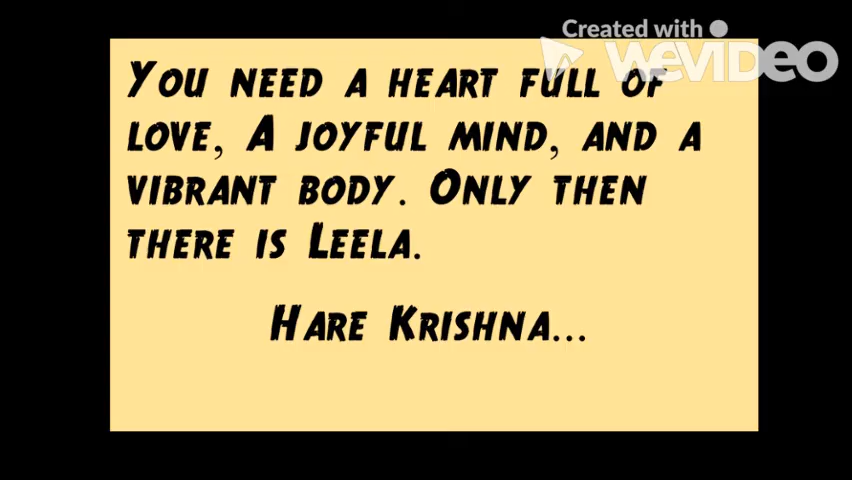 Created with
WEVIDEO
You need a heart full of
love, A joyful mind, and a
vibrant body. Only then
there is Leela.
Hare Krishna...